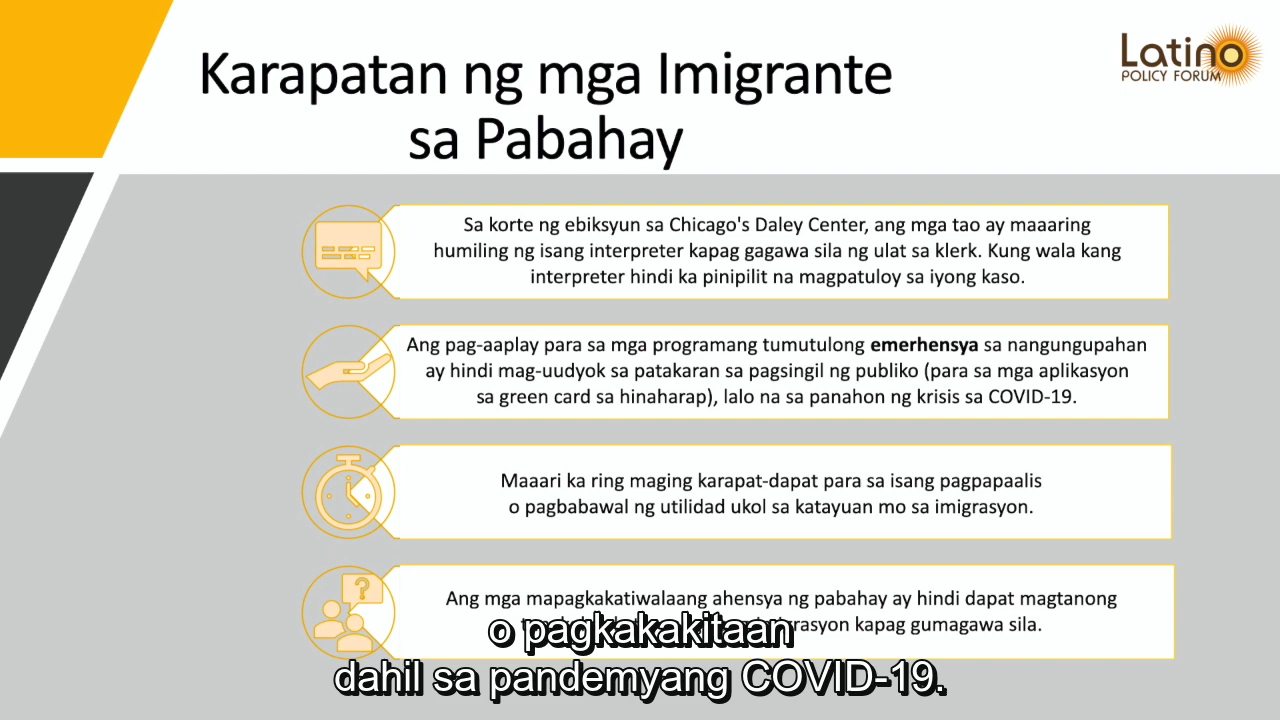 Latino
POLICY FORUM
Karapatan ng mga Imigrante
sa Pabahay
Sa korte ng ebiksyun sa Chicago's Daley Center, ang mga tao ay maaaring
humiling ng isang interpreter kapag gagawa sila ng ulat sa klerk. Kung wala kang
interpreter hindi ka pinipilit na magpatuloy sa iyong kaso.
Ang pag-aaplay para sa mga programang tumutulong emerhensya sa nangungupahan
ay hindi mag-uudyok sa patakaran sa pagsingil ng publiko (para sa mga aplikasyon
sa green card sa hinaharap), lalo na sa panahon ng krisis sa COVID-19.
Maaari ka ring maging karapat-dapat para sa isang pagpapaalis
o pagbabawal ng utilidad ukol sa katayuan mo sa imigrasyon.
?
Ang mga mapagkakatiwalaang ahensya ng pabahay ay hindi dapat magtanong
kapag gumagawa sila.
o pagkakakitaan
dahil sa pandemyang COVID-19.